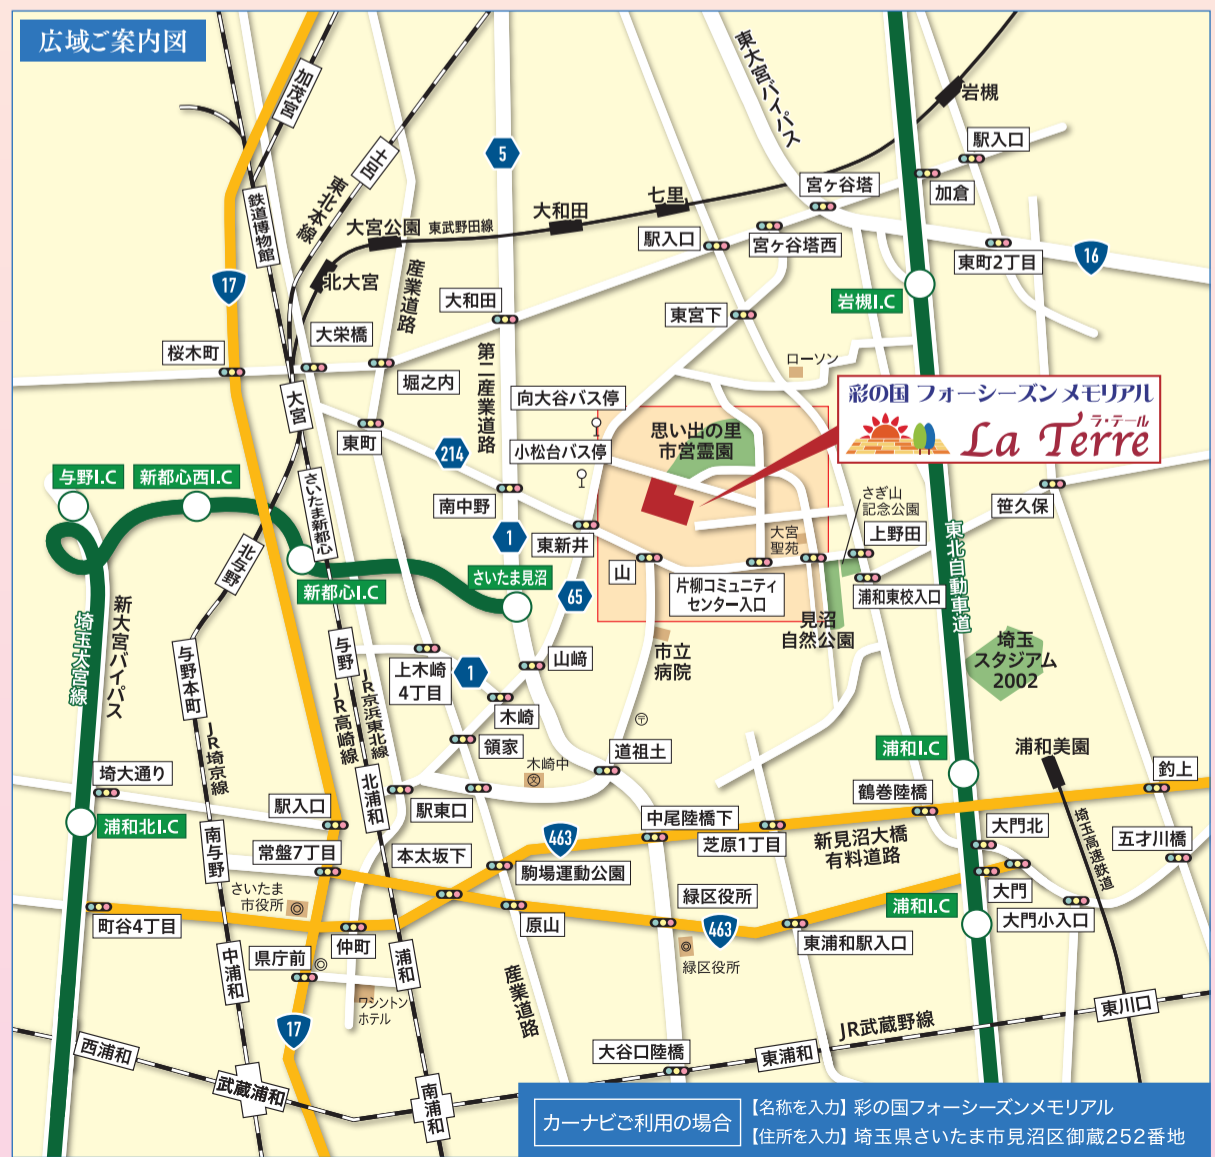 広域ご案内図
加茂宮
土呂
東北本線
鉄道博物館
17
大宮公園
東武野田線
北大宮
産業道路
5
大和田
七里
東大宮バイパス
岩槻
駅入口
加倉
宮ヶ谷塔
宮ヶ谷塔西
駅入口
東町2丁目
16
岩槻I.C
東宮下
大和田
大栄橋
桜木町
堀之内
第二産業道路
大宮
東町
214
向大谷バス停
小松台バス停
思い出の里
市営霊園
ローソン
彩の国 フォーシーズン メモリアル
ラ・テール
La Terre
与野I.C
新都心西I.C
さいたま新都心
北与野
新都心I.C
さいたま見沼
南中野
1
東新井
65
山
片柳コミュニティ
センター入口
大宮
聖苑
さぎ山
記念公園
上野田
浦和東校入口
笹久保
東北自動車道
見沼
自然公園
埼玉
スタジアム
2002
市立
病院
山﨑
新大宮バイパス
埼玉大宮線
与野本町
与野
JR高崎線
JR京浜東北線
上木崎
4丁目
1
木崎
領家
木崎中
文
〒
道祖土
JR埼京線
埼大通り
浦和北I.C
南与野
駅入口
常盤7丁目
北浦和
駅東口
本太坂下
463
駒場運動公園
中尾陸橋下
芝原1丁目
新見沼大橋
有料道路
鶴巻陸橋
浦和I.C
浦和美園
釣上
大門北
埼玉高速鉄道
五才川橋
大門
浦和I.C
大門小入口
さいたま
市役所
町谷4丁目
県庁前
仲町
原山
緑区役所
463
緑区役所
東浦和駅入口
中浦和
浦和
産業道路
ワシントン
ホテル
17
西浦和
武蔵浦和
南浦和
大谷口陸橋
東浦和
JR武蔵野線
東川口
カーナビご利用の場合
【名称を入力】彩の国フォーシーズンメモリアル
【住所を入力】埼玉県さいたま市見沼区御蔵252番地